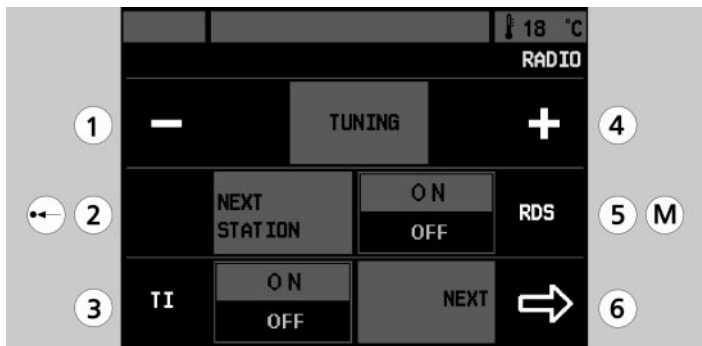 18 °C
RADIO
1 − TUNING + 4
NEXT STATION
ON
OFF
RDS
2
5 M
TI
ON
OFF
NEXT
3
6